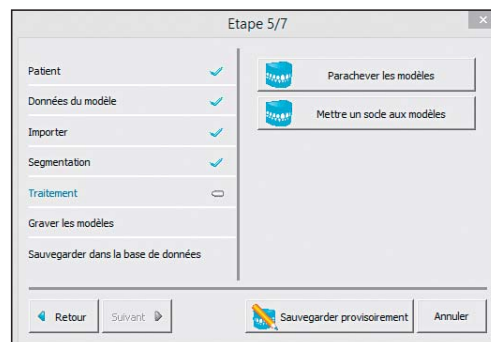 Etape 5/7
Patient
Données du modèle
Importer
Segmentation
Traitement
Graver les modèles
Sauvegarder dans la base de données
Parachever les modèles
Mettre un socle aux modèles
Retour
Suivant
Sauvegarder provisoirement
Annuler